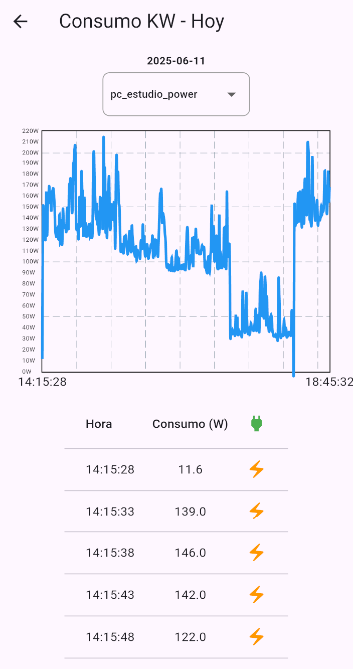 Consumo KW - Hoy
2025-06-11
pc_estudio_power
220W
210W
200W
190W
180W
170W
160W
150W
140W
130W
120W
110W
100W
90W
80W
70W
60W
50W
40W
30W
20W
10W
0W
14:15:28 18:45:32
Hora Consumo (W)
14:15:28 11.6
14:15:33 139.0
14:15:38 146.0
14:15:43 142.0
14:15:48 122.0